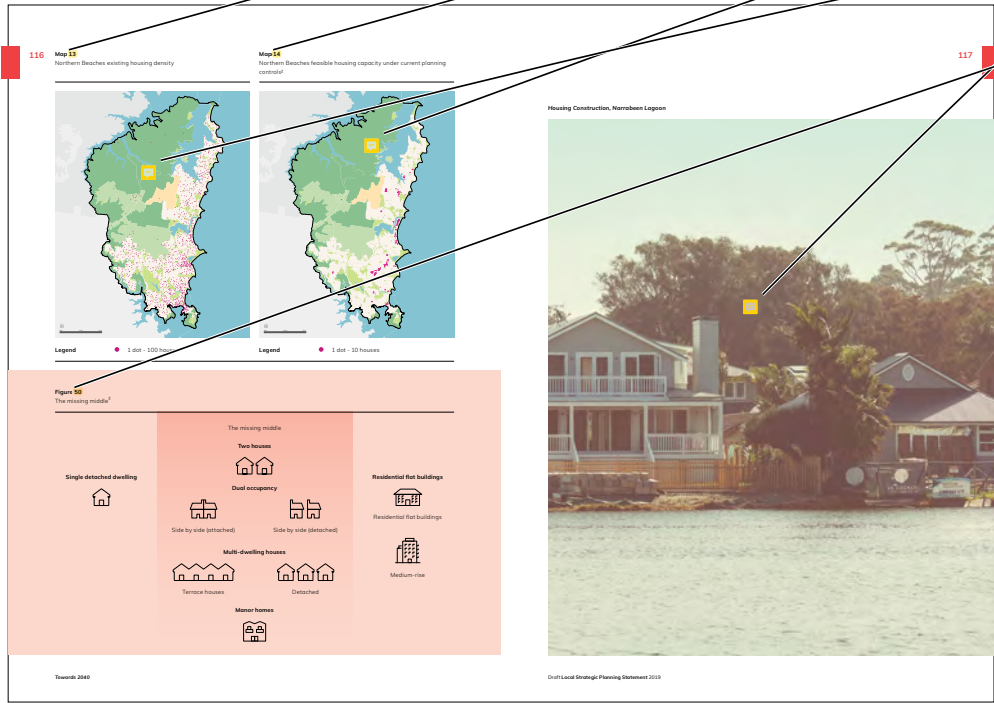 116
Map 13
Northern Beaches existing housing density
Map 14
Northern Beaches feasible housing capacity under current planning
controls²
Legend
1 dot - 100 houses
Legend
1 dot - 10 houses
Figure 50
The missing middle²
The missing middle
Two houses
Single detached dwelling
Dual occupancy
Side by side (attached)
Side by side (detached)
Multi-dwelling houses
Terrace houses
Detached
Manor homes
Residential flat buildings
Residential flat buildings
Medium-rise
Towards 2040
117
Housing Construction, Narrabeen Lagoon
Draft Local Strategic Planning Statement 2019